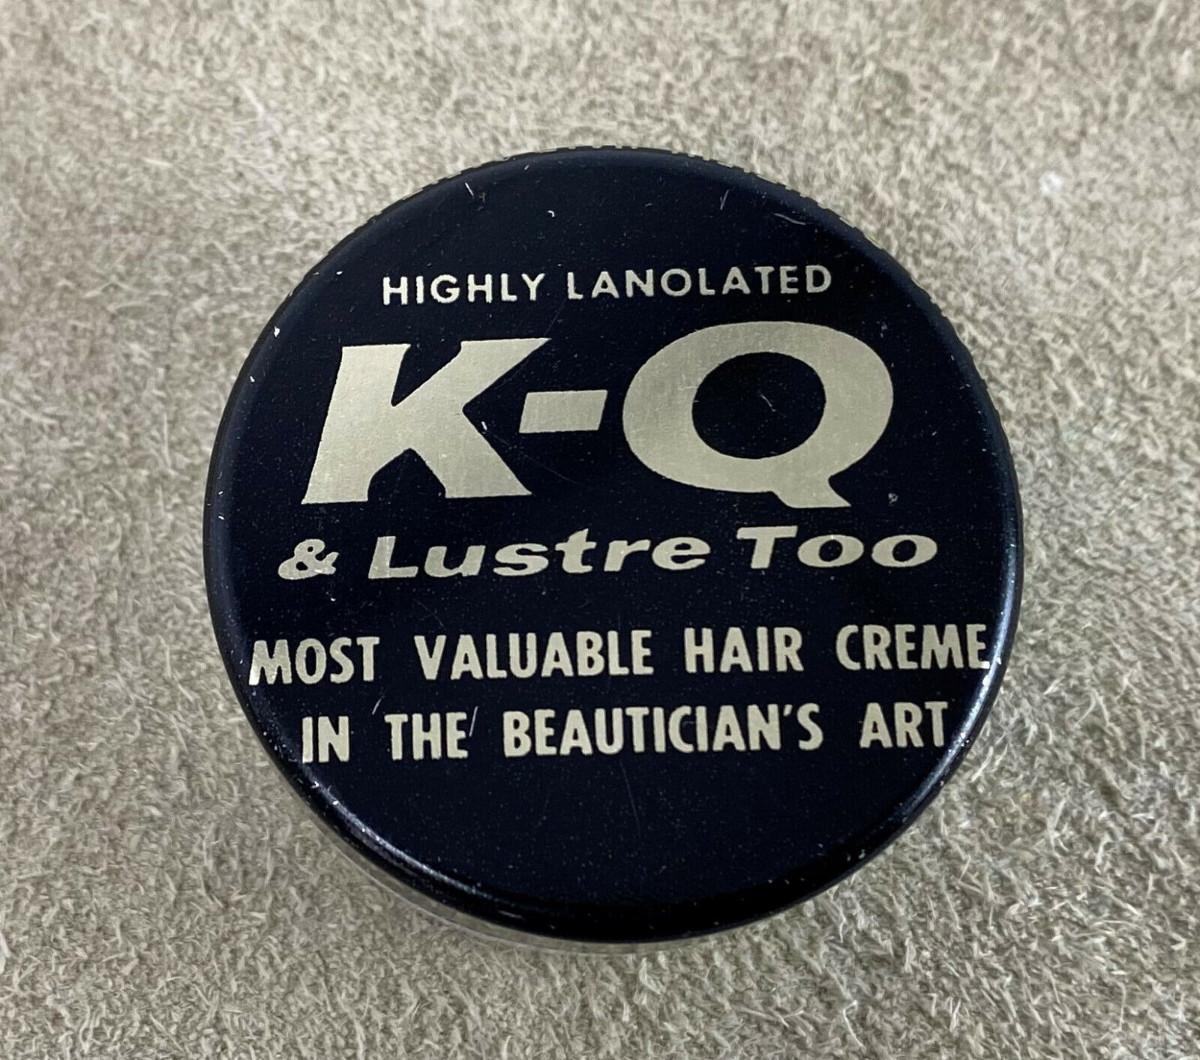 HIGHLY LANOLATED
K-Q
& Lustre Too
MOST VALUABLE HAIR CREME
IN THE BEAUTICIAN'S ART